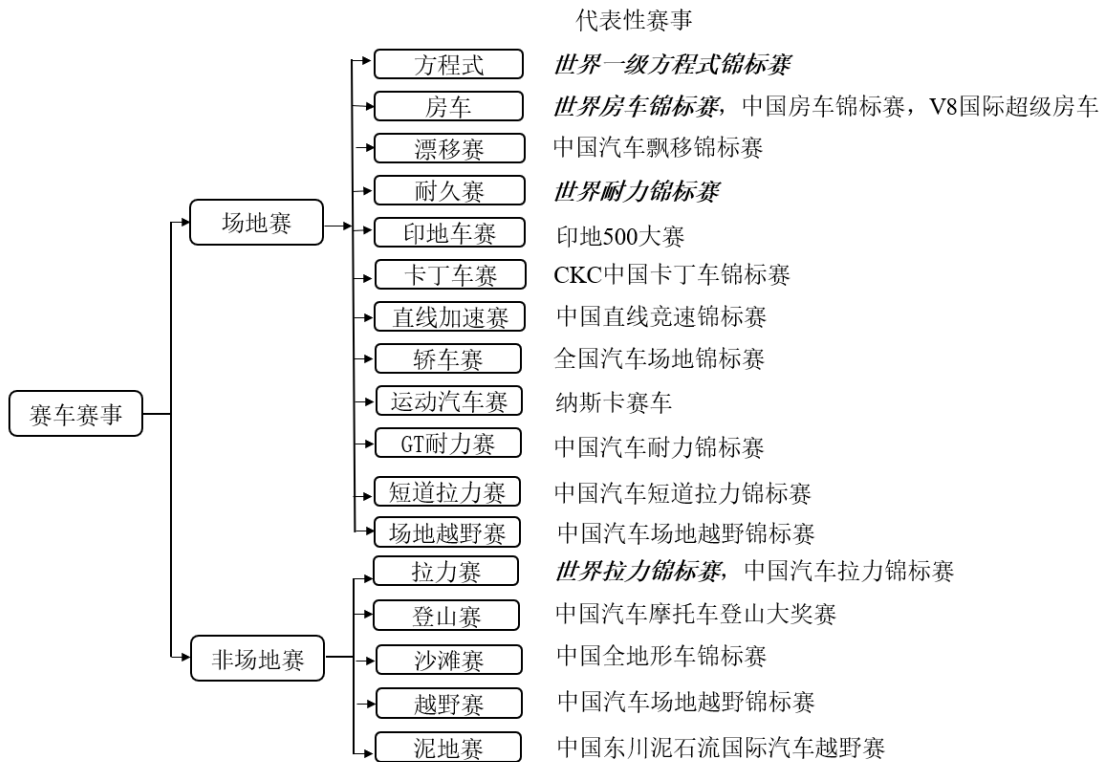 代表性赛事
方程式 世界一级方程式锦标赛
房车 世界房车锦标赛，中国房车锦标赛，V8国际超级房车
漂移赛 中国汽车飘移锦标赛
耐久赛 世界耐力锦标赛
场地赛
印地车赛 印地500大赛
卡丁车赛 CKC中国卡丁车锦标赛
直线加速赛 中国直线竞速锦标赛
轿车赛 全国汽车场地锦标赛
赛车赛事
运动汽车赛 纳斯卡赛车
GT耐力赛 中国汽车耐力锦标赛
短道拉力赛 中国汽车短道拉力锦标赛
场地越野赛 中国汽车场地越野锦标赛
拉力赛 世界拉力锦标赛，中国汽车拉力锦标赛
登山赛 中国汽车摩托车登山大奖赛
非场地赛
沙滩赛 中国全地形车锦标赛
越野赛 中国汽车场地越野锦标赛
泥地赛 中国东川泥石流国际汽车越野赛